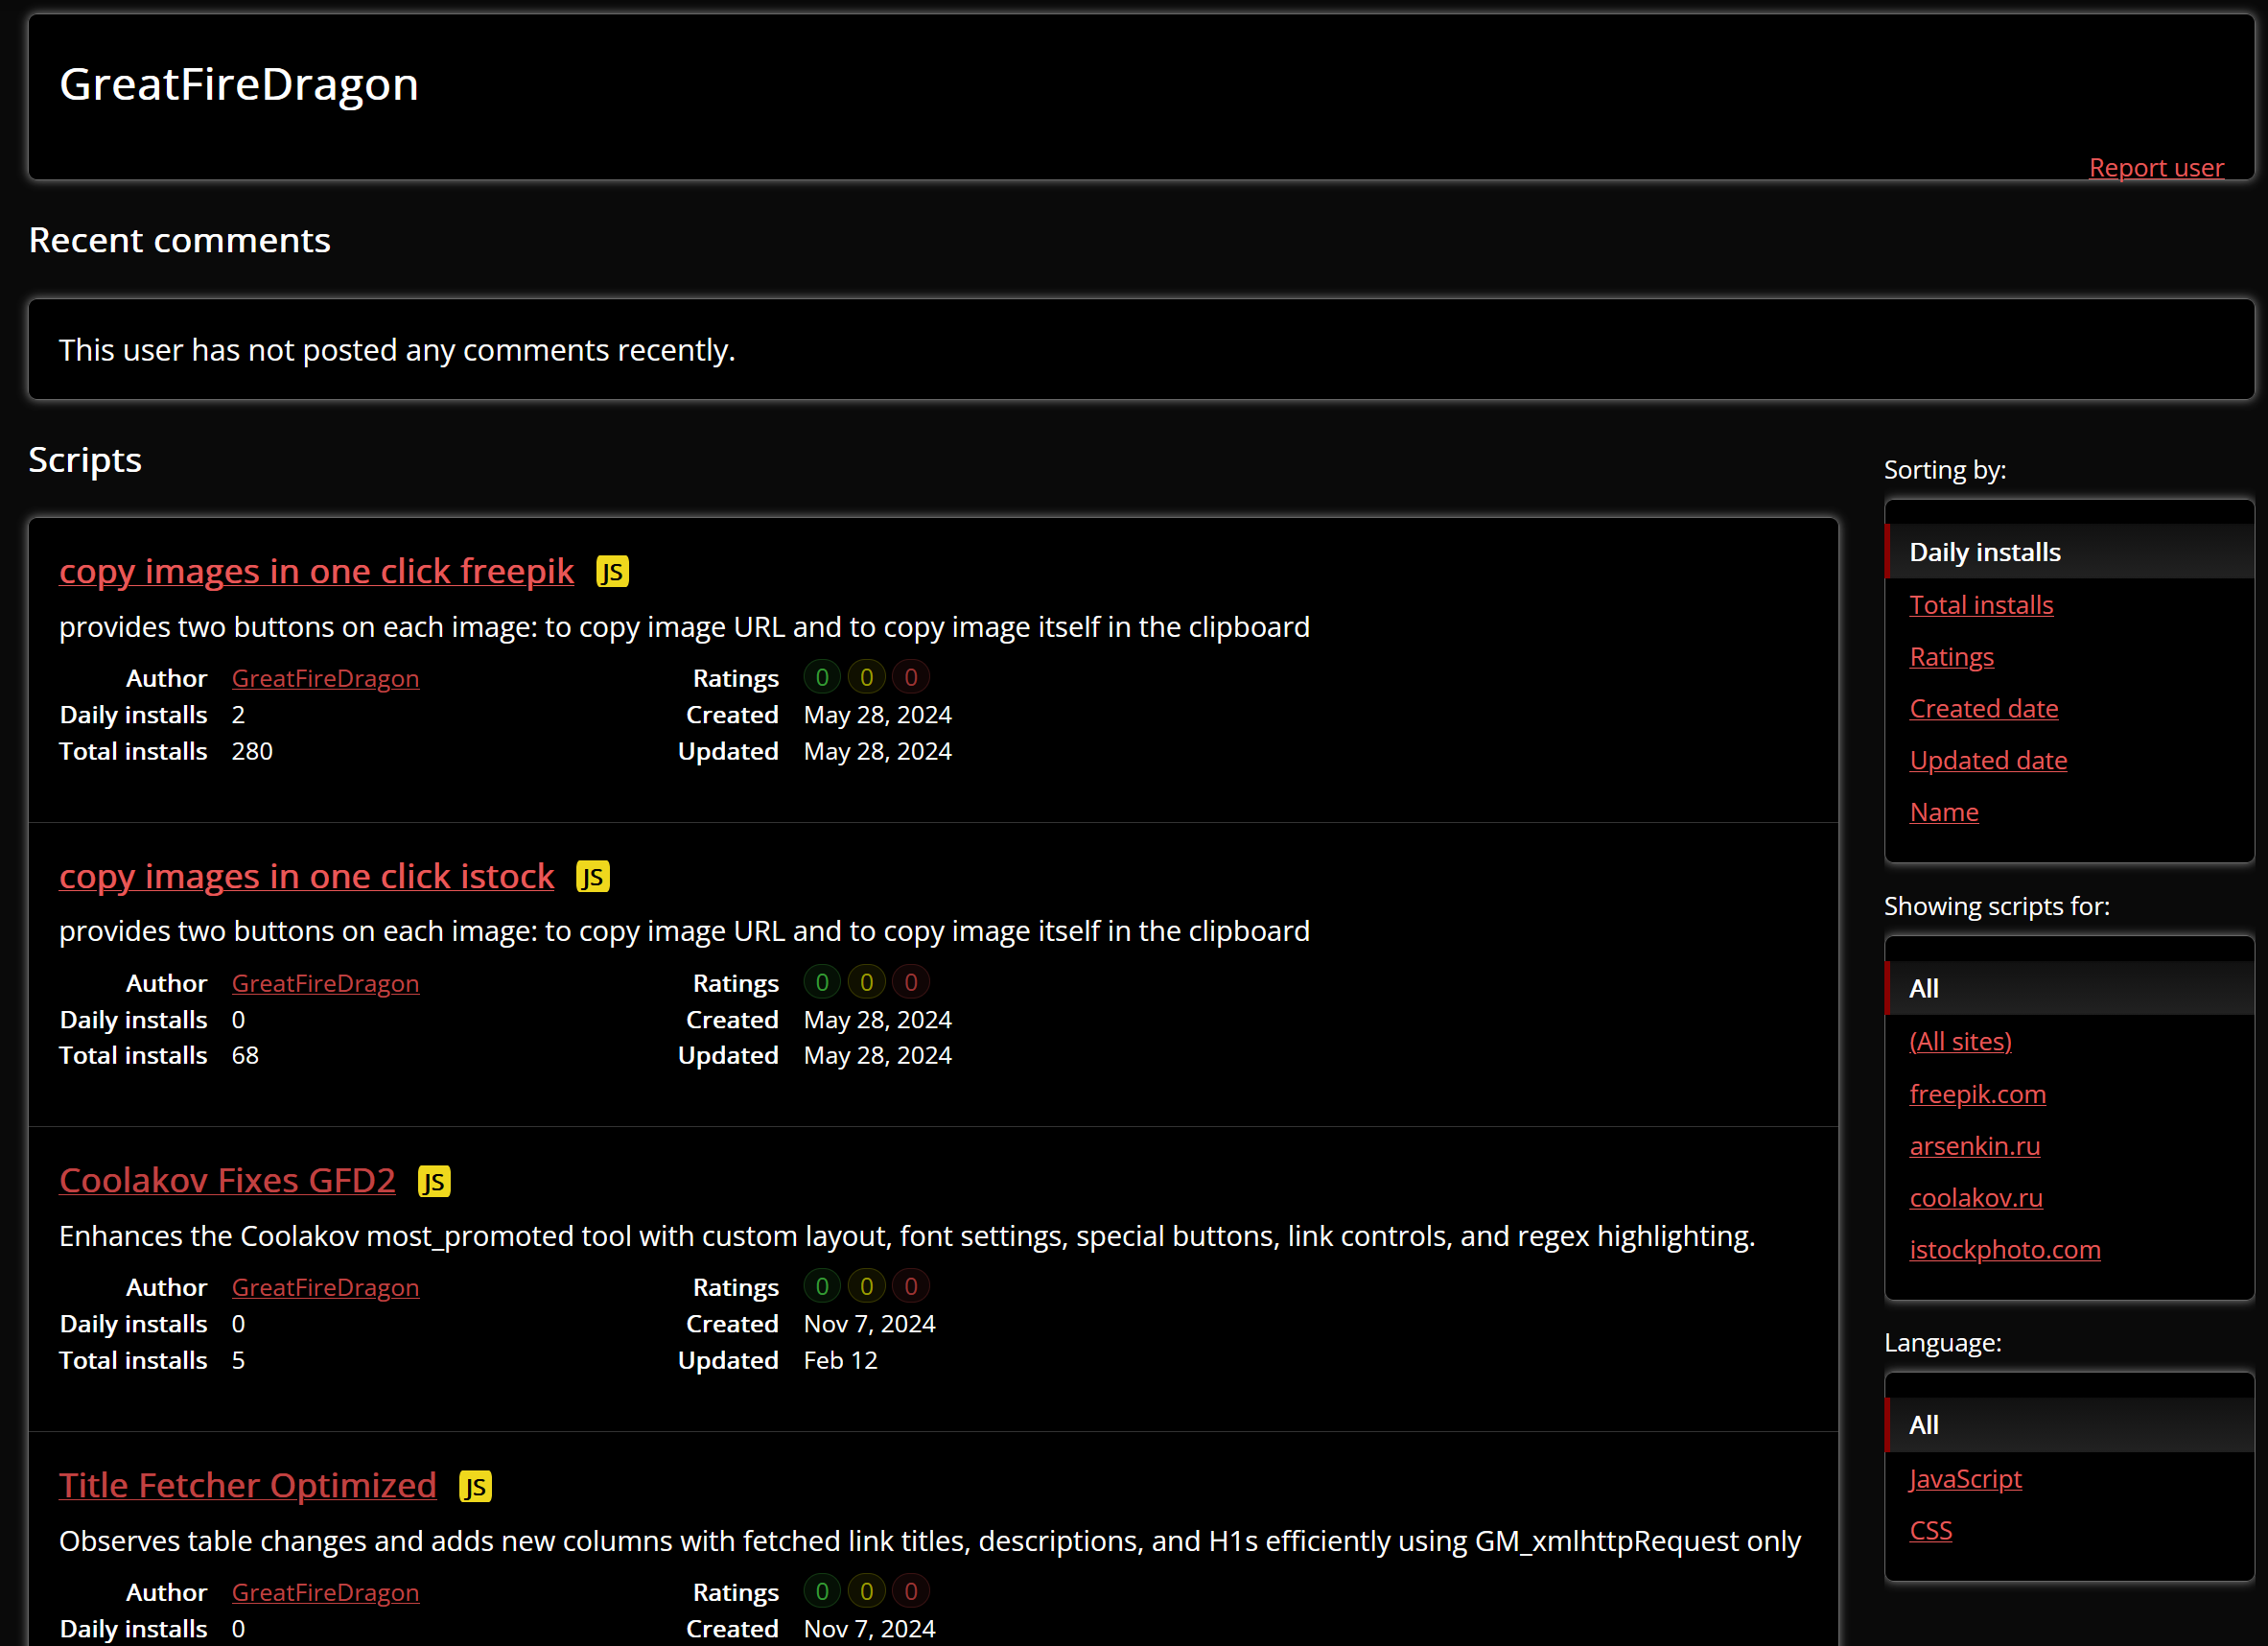 GreatFireDragon
Report user
Recent comments
This user has not posted any comments recently.
Scripts
copy images in one click freepik JS
provides two buttons on each image: to copy image URL and to copy image itself in the clipboard
Author GreatFireDragon Ratings 0 0 0
Daily installs 2 Created May 28, 2024
Total installs 280 Updated May 28, 2024
copy images in one click istock JS
provides two buttons on each image: to copy image URL and to copy image itself in the clipboard
Author GreatFireDragon Ratings 0 0 0
Daily installs 0 Created May 28, 2024
Total installs 68 Updated May 28, 2024
Coolakov Fixes GFD2 JS
Enhances the Coolakov most_promoted tool with custom layout, font settings, special buttons, link controls, and regex highlighting.
Author GreatFireDragon Ratings 0 0 0
Daily installs 0 Created Nov 7, 2024
Total installs 5 Updated Feb 12
Title Fetcher Optimized JS
Observes table changes and adds new columns with fetched link titles, descriptions, and H1s efficiently using GM_xmlhttpRequest only
Author GreatFireDragon Ratings 0 0 0
Daily installs 0 Created Nov 7, 2024
Sorting by:
Daily installs
Total installs
Ratings
Created date
Updated date
Name
Showing scripts for:
All
(All sites)
freepik.com
arsenkin.ru
coolakov.ru
istockphoto.com
Language:
All
JavaScript
CSS